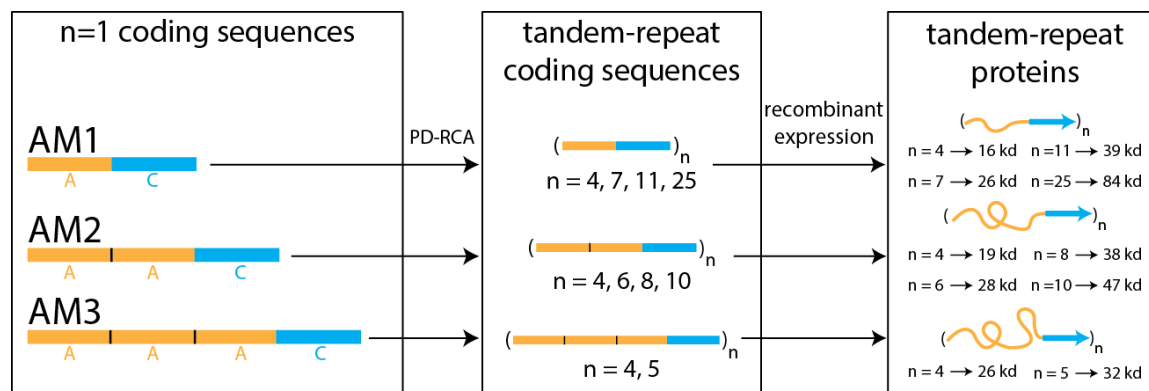 n=1 coding sequences
AM1
A C
AM2
A A C
AM3
A A A C
PD-RCA
tandem-repeat
coding sequences
( )n
n = 4, 7, 11, 25
( )n
n = 4, 6, 8, 10
( )n
n = 4, 5
recombinant
expression
tandem-repeat
proteins
( )n
n = 4 → 16 kd n =11 → 39 kd
n = 7 → 26 kd n =25 → 84 kd
( )n
n = 4 → 19 kd n = 8 → 38 kd
n = 6 → 28 kd n =10 → 47 kd
( )n
n = 4 → 26 kd n = 5 → 32 kd